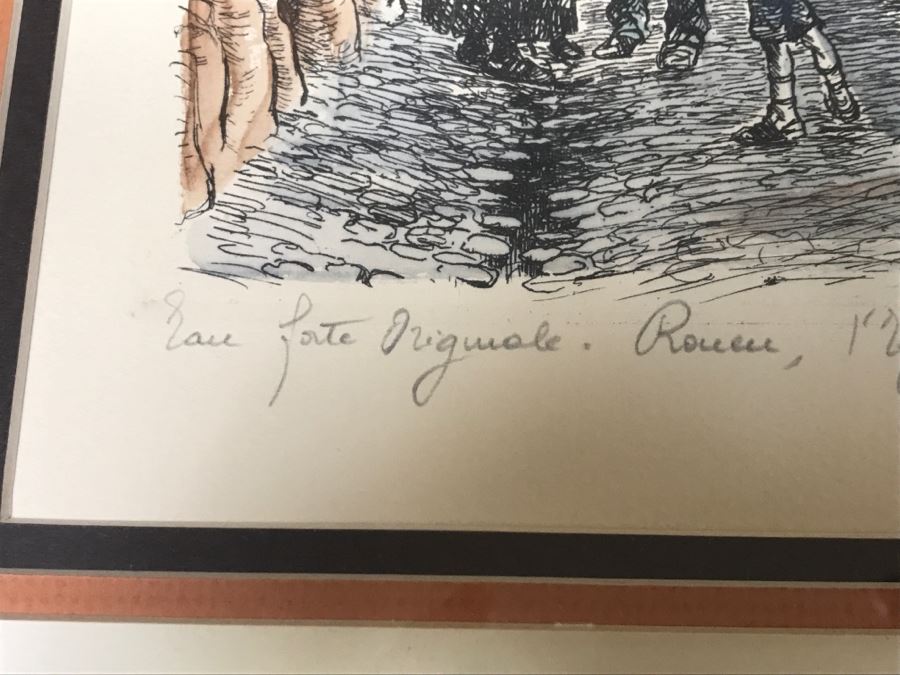 Eau forte Originale. Rouen, l'